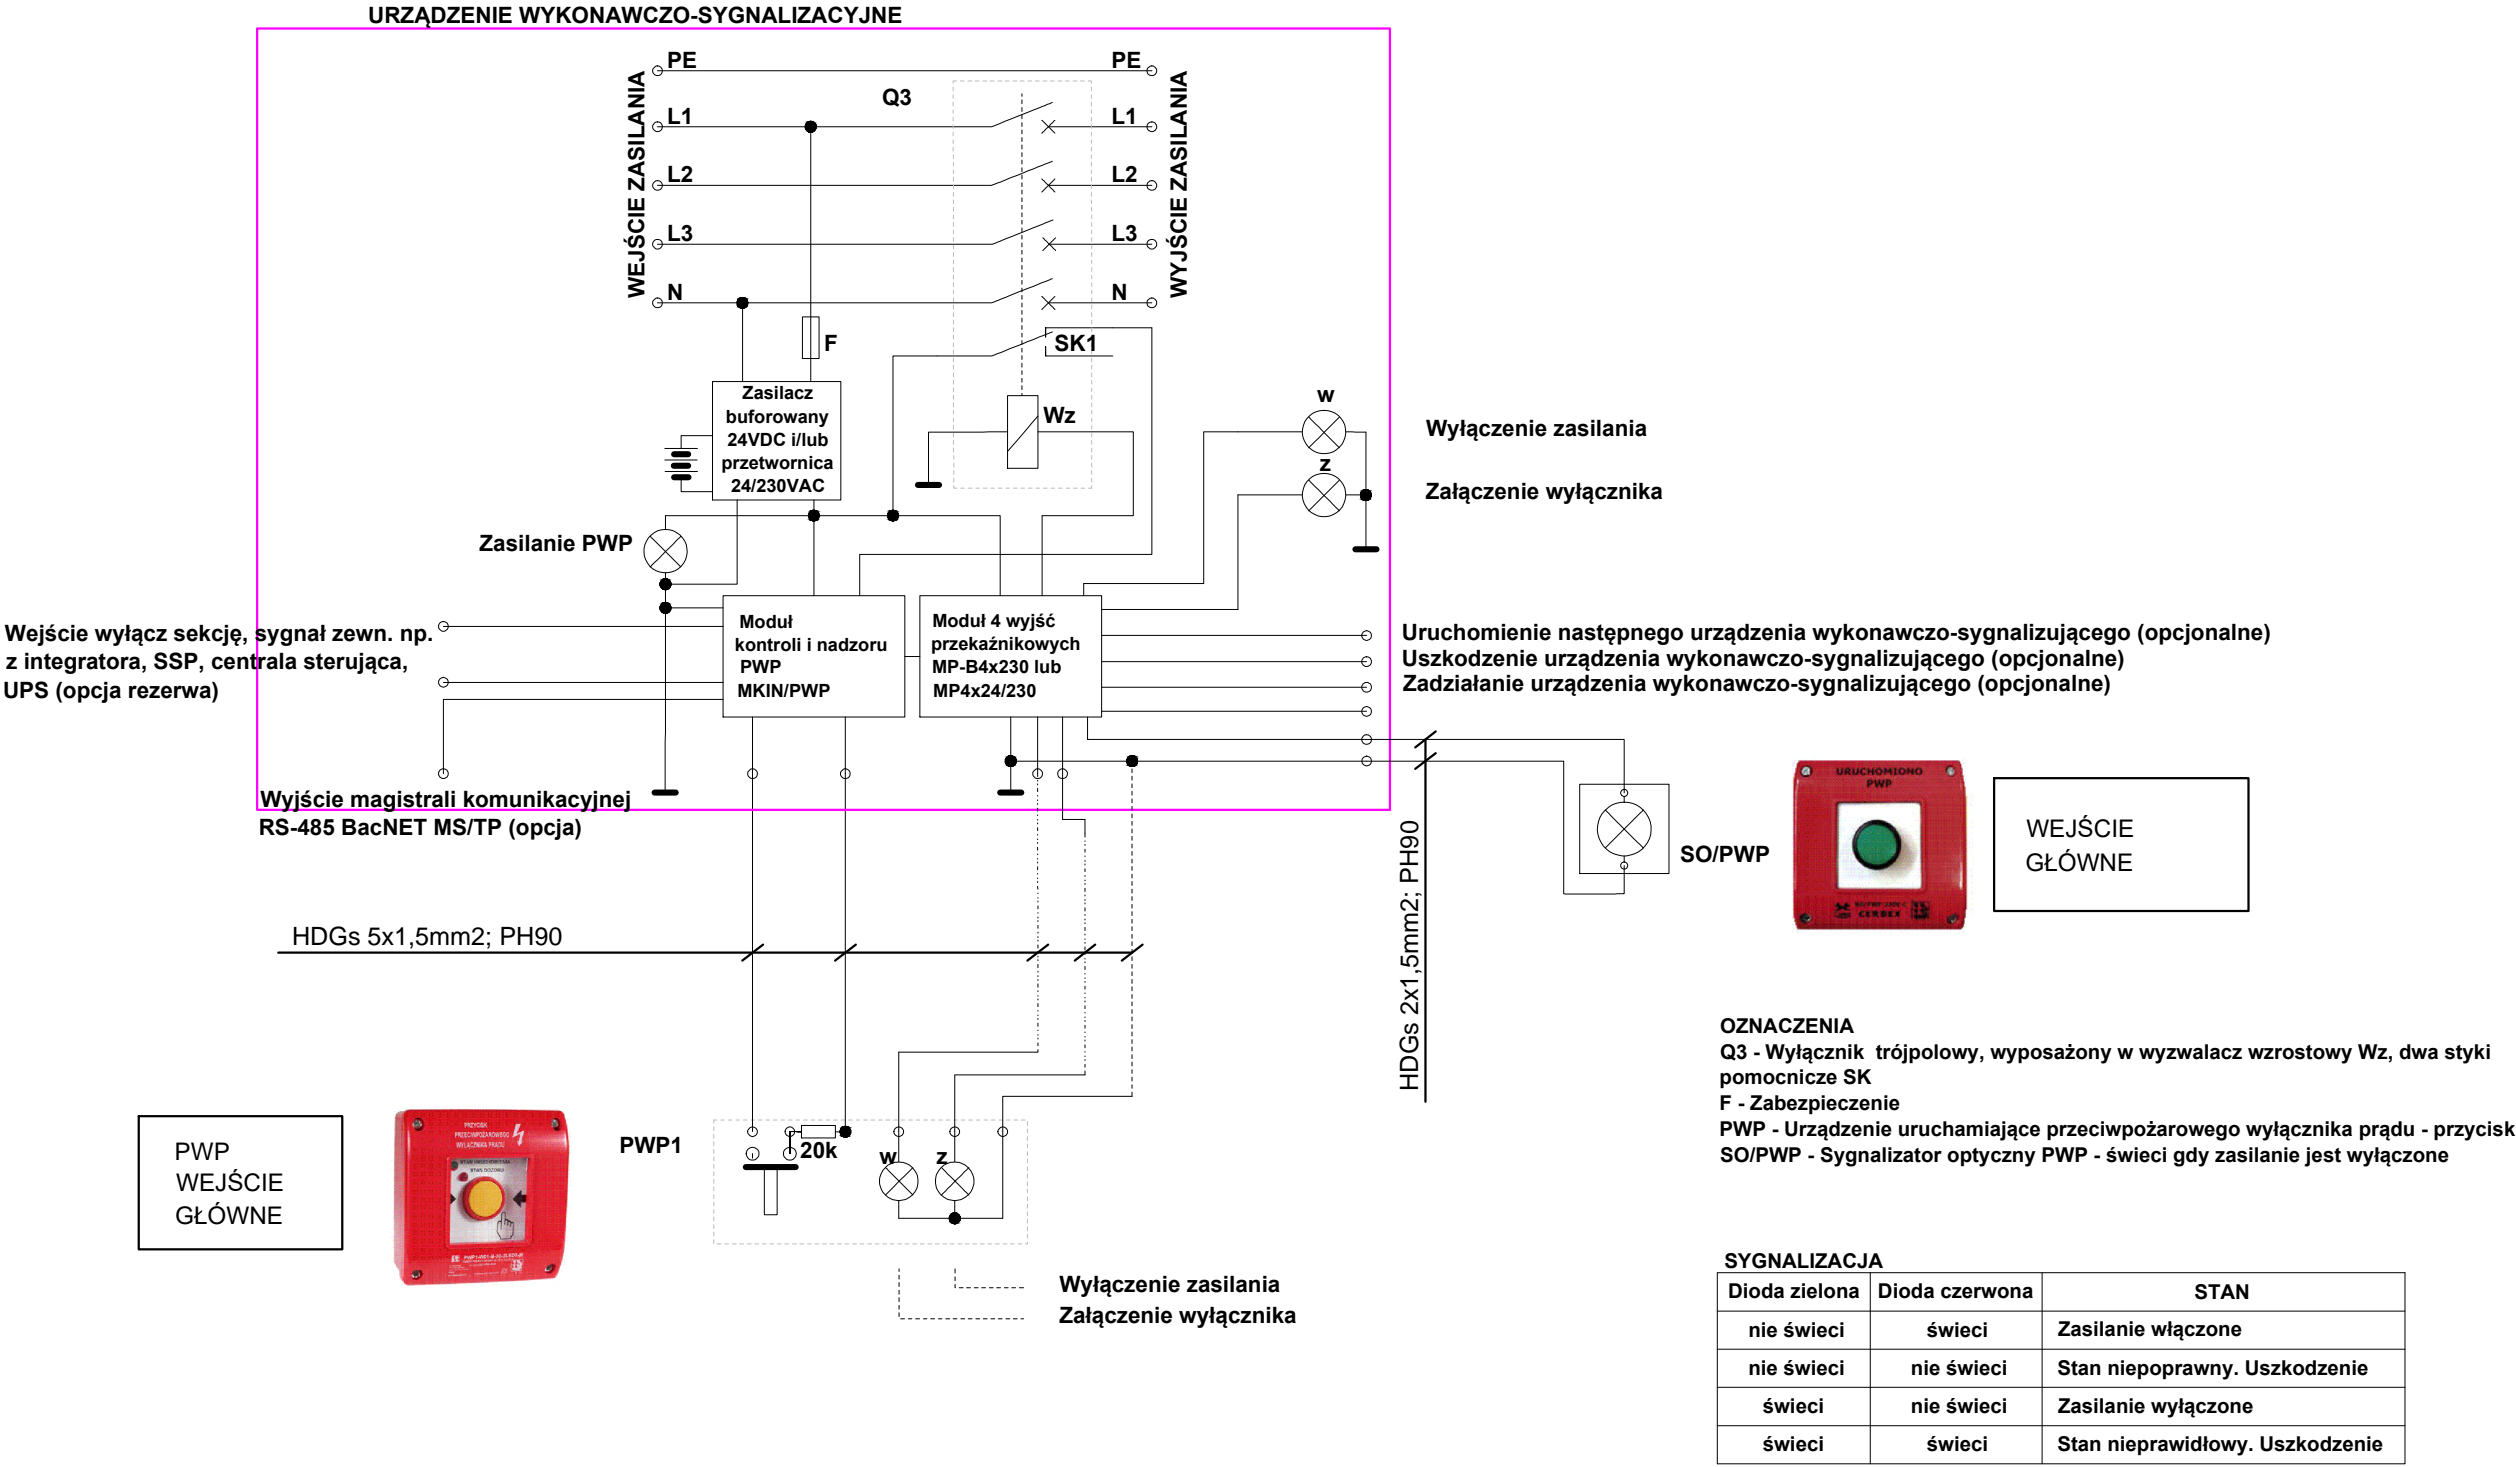 URZĄDZENIE WYKONAWCZO-SYGNALIZACYJNE
WEJŚCIE ZASILANIA
PE
L1
L2
L3
N
Q3
PE
L1
L2
L3
N
WYJŚCIE ZASILANIA
F
SK1
Wz
Zasilacz
buforowany
24VDC i/lub
przetwornica
24/230VAC
w
Wyłączenie zasilania
z
Załączenie wyłącznika
Zasilanie PWP
Wejście wyłącz sekcję, sygnał zewn. np.
z integratora, SSP, centrala sterująca,
UPS (opcja rezerwa)
Moduł
kontroli i nadzoru
PWP
MKIN/PWP
Moduł 4 wyjść
przekaźnikowych
MP-B4x230 lub
MP4x24/230
Uruchomienie następnego urządzenia wykonawczo-sygnalizującego (opcjonalne)
Uszkodzenie urządzenia wykonawczo-sygnalizującego (opcjonalne)
Zadziałanie urządzenia wykonawczo-sygnalizującego (opcjonalne)
Wyjście magistrali komunikacyjnej
RS-485 BacNET MS/TP (opcja)
HDGs 5x1,5mm2; PH90
HDGs 2x1,5mm2; PH90
SO/PWP
URUCHOMIONO
PWP
CERBEX
WEJŚCIE
GŁÓWNE
PWP
WEJŚCIE
GŁÓWNE
PRZYCISK
PRZECIWPOŻAROWEGO
WYŁĄCZNIKA PRĄDU
STAN DOZORU
PWP1
20k
w
z
Wyłączenie zasilania
Załączenie wyłącznika
OZNACZENIA
Q3 - Wyłącznik trójpolowy, wyposażony w wyzwalacz wzrostowy Wz, dwa styki
pomocnicze SK
F - Zabezpieczenie
PWP - Urządzenie uruchamiające przeciwpożarowego wyłącznika prądu - przycisk
SO/PWP - Sygnalizator optyczny PWP - świeci gdy zasilanie jest wyłączone
SYGNALIZACJA
Dioda zielona Dioda czerwona STAN
nie świeci świeci Zasilanie włączone
nie świeci nie świeci Stan niepoprawny. Uszkodzenie
świeci nie świeci Zasilanie wyłączone
świeci świeci Stan nieprawidłowy. Uszkodzenie